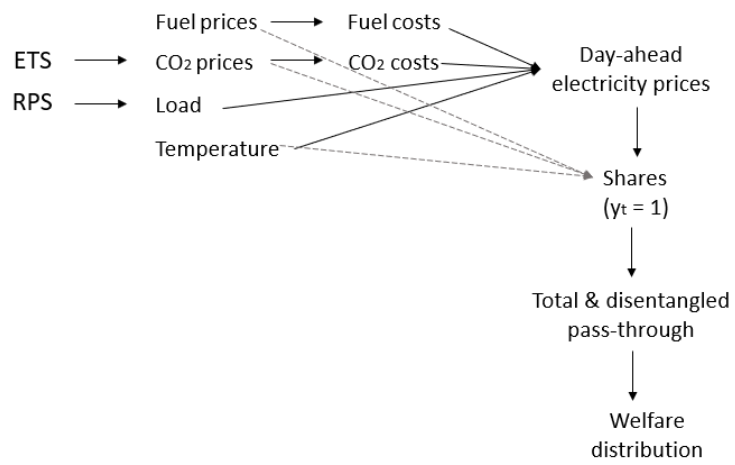 Fuel prices
Fuel costs
ETS
CO₂ prices
CO₂ costs
Day-ahead
electricity prices
RPS
Load
Temperature
Shares
(yₜ = 1)
Total & disentangled
pass-through
Welfare
distribution